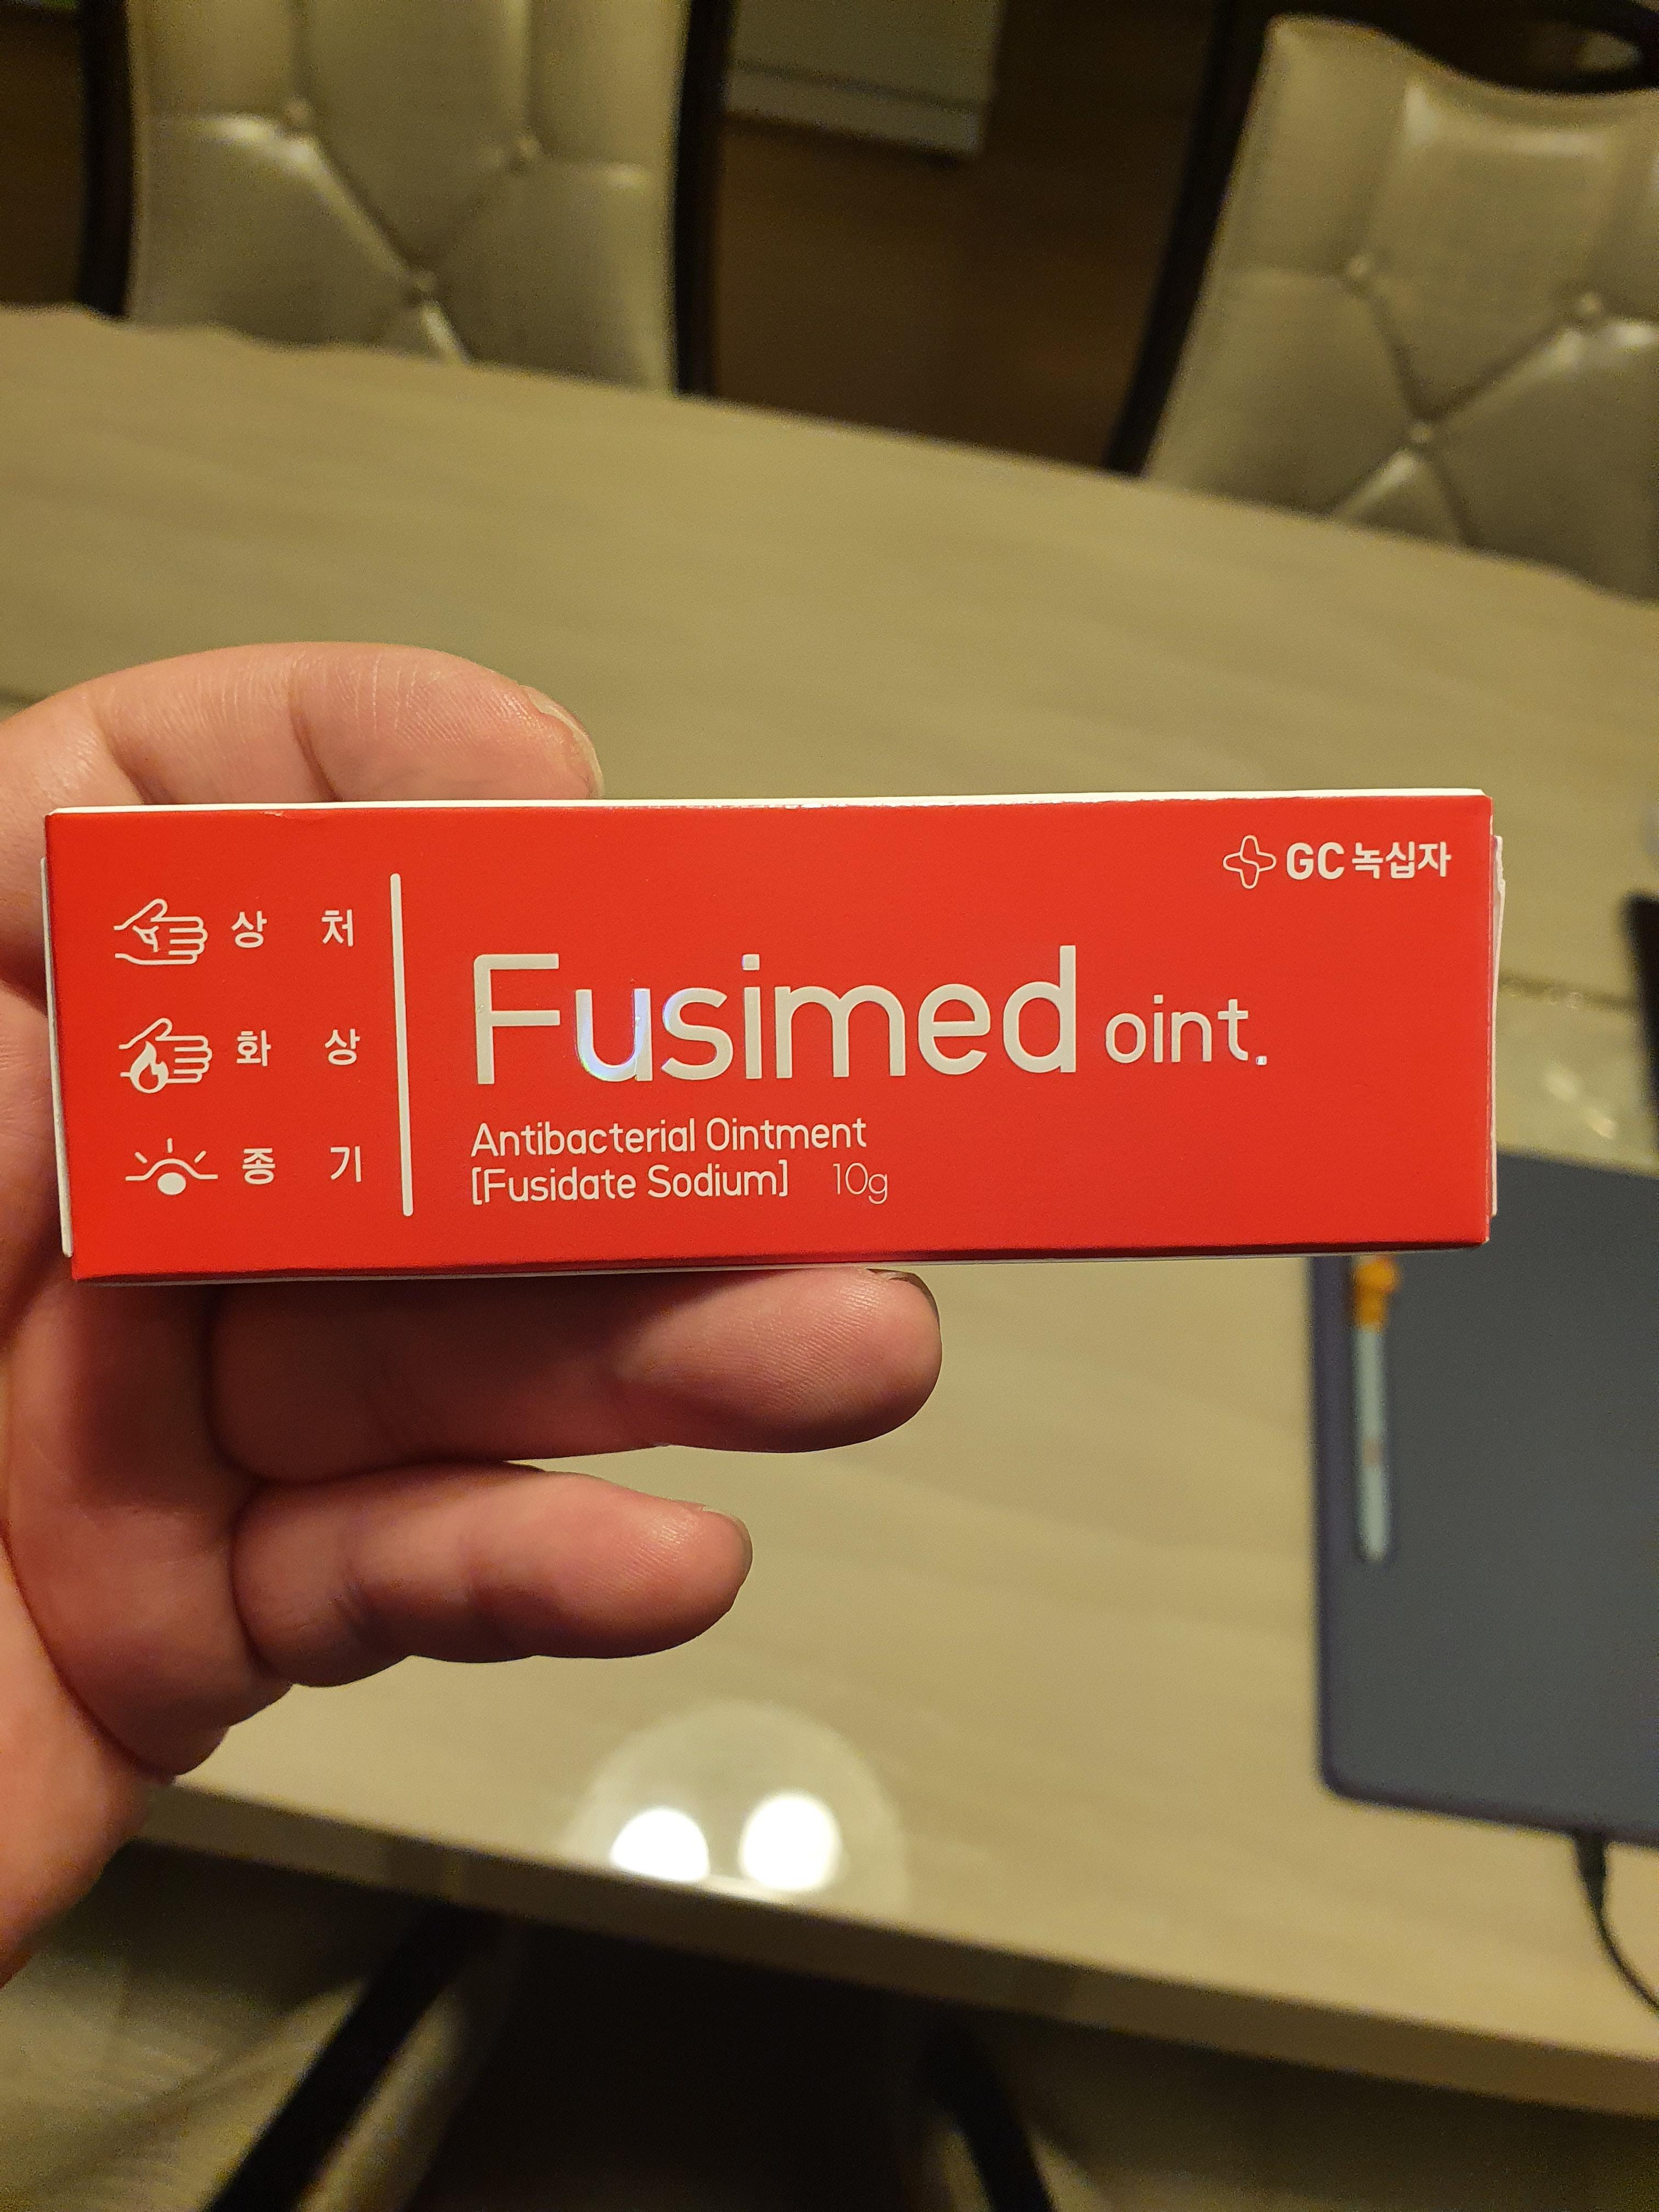 GC 녹십자
상 처
화 상
종 기
Fusimed oint.
Antibacterial Ointment
[Fusidate Sodium] 10g